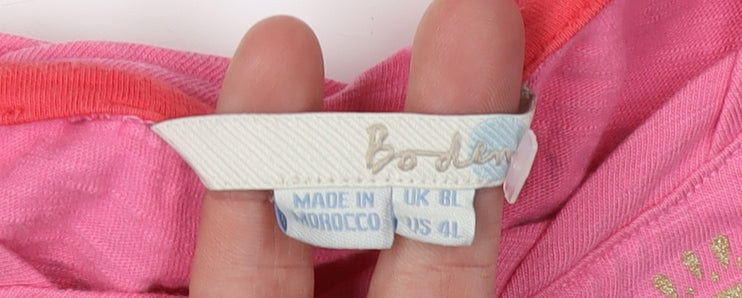 Boden
MADE IN
MOROCCO
UK 8L
US 4L